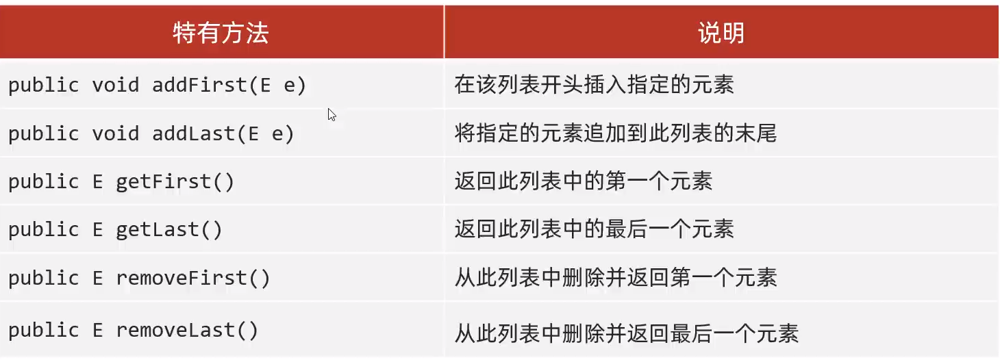 特有方法 说明
public void addFirst(E e) 在该列表开头插入指定的元素
public void addLast(E e) 将指定的元素追加到此列表的末尾
public E getFirst() 返回此列表中的第一个元素
public E getLast() 返回此列表中的最后一个元素
public E removeFirst() 从此列表中删除并返回第一个元素
public E removeLast() 从此列表中删除并返回最后一个元素